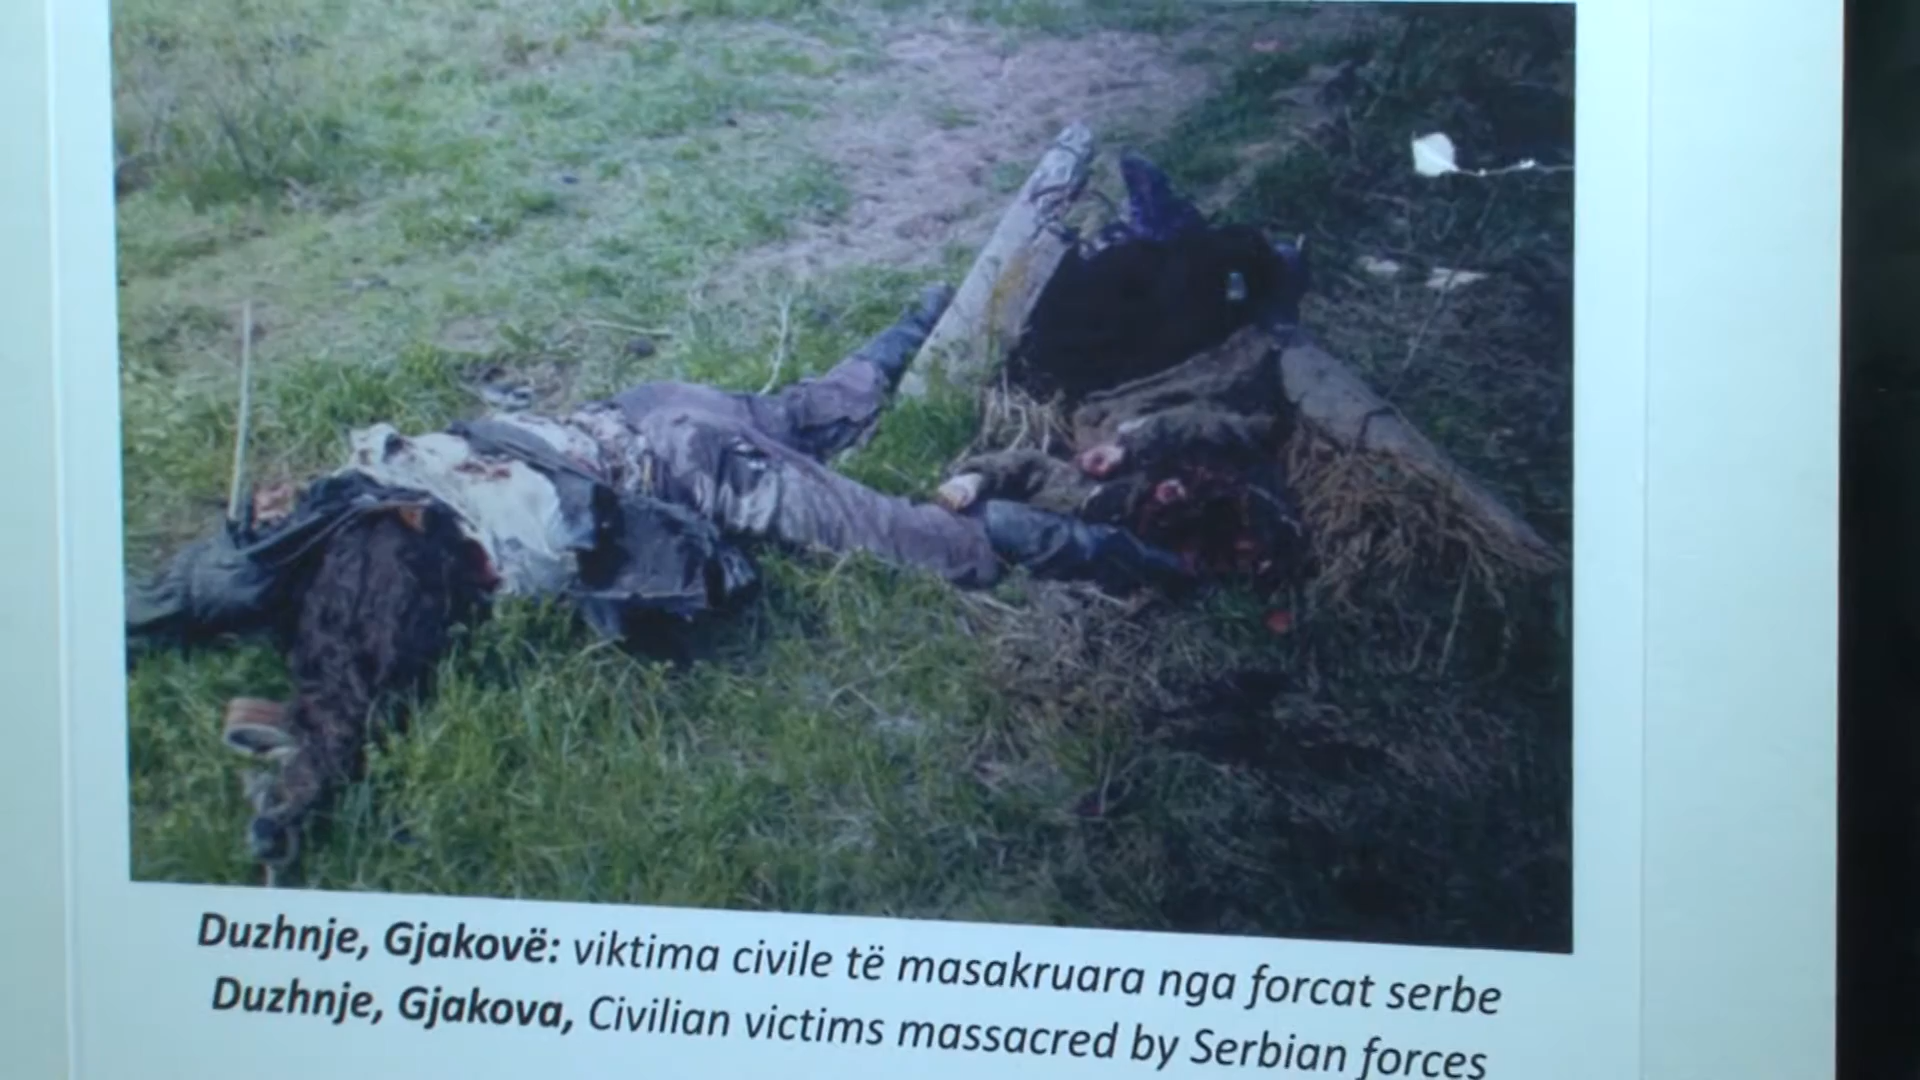 Duzhnje, Gjakovë: viktima civile të masakruara nga forcat serbe
Duzhnje, Gjakova, Civilian victims massacred by Serbian forces